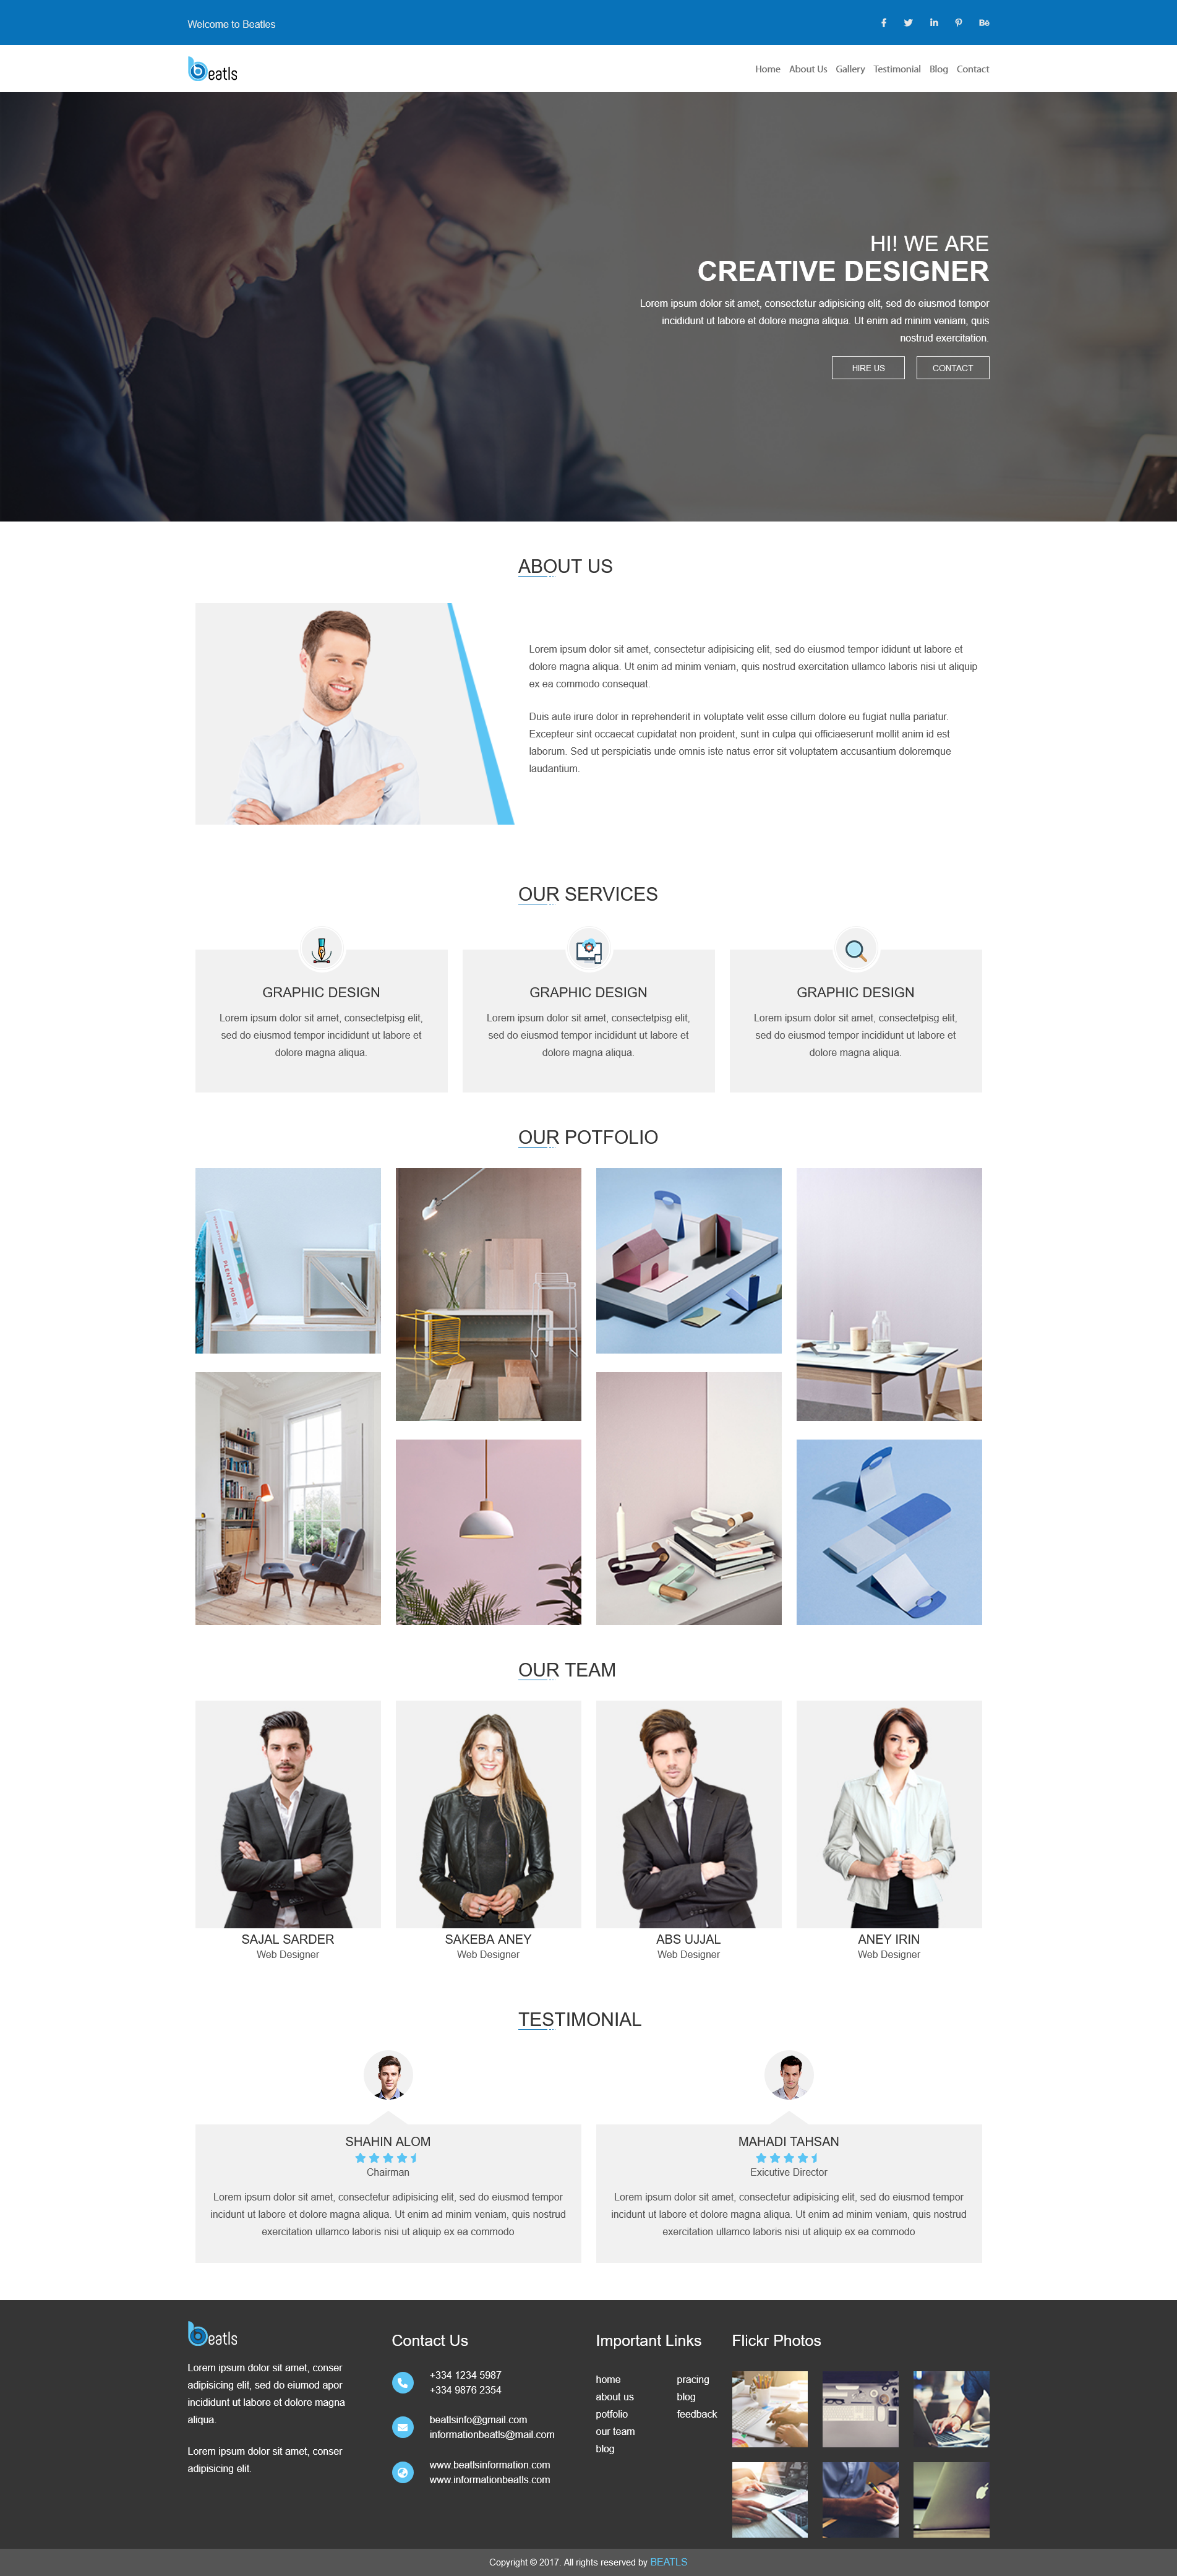 Welcome to Beatles
beatls
Home About Us Gallery Testimonial Blog Contact
HI! WE ARE
CREATIVE DESIGNER
Lorem ipsum dolor sit amet, consectetur adipisicing elit, sed do eiusmod tempor
incididunt ut labore et dolore magna aliqua. Ut enim ad minim veniam, quis
nostrud exercitation.
HIRE US CONTACT
ABOUT US
Lorem ipsum dolor sit amet, consectetur adipisicing elit, sed do eiusmod tempor ididunt ut labore et
dolore magna aliqua. Ut enim ad minim veniam, quis nostrud exercitation ullamco laboris nisi ut aliquip
ex ea commodo consequat.
Duis aute irure dolor in reprehenderit in voluptate velit esse cillum dolore eu fugiat nulla pariatur.
Excepteur sint occaecat cupidatat non proident, sunt in culpa qui officiaeserunt mollit anim id est
laborum. Sed ut perspiciatis unde omnis iste natus error sit voluptatem accusantium doloremque
laudantium.
OUR SERVICES
GRAPHIC DESIGN
Lorem ipsum dolor sit amet, consectetpisg elit,
sed do eiusmod tempor incididunt ut labore et
dolore magna aliqua.
GRAPHIC DESIGN
Lorem ipsum dolor sit amet, consectetpisg elit,
sed do eiusmod tempor incididunt ut labore et
dolore magna aliqua.
GRAPHIC DESIGN
Lorem ipsum dolor sit amet, consectetpisg elit,
sed do eiusmod tempor incididunt ut labore et
dolore magna aliqua.
OUR POTFOLIO
PLENTY MORE
OUR TEAM
SAJAL SARDER
Web Designer
SAKEBA ANEY
Web Designer
ABS UJJAL
Web Designer
ANEY IRIN
Web Designer
TESTIMONIAL
SHAHIN ALOM
Chairman
Lorem ipsum dolor sit amet, consectetur adipisicing elit, sed do eiusmod tempor
incidunt ut labore et dolore magna aliqua. Ut enim ad minim veniam, quis nostrud
exercitation ullamco laboris nisi ut aliquip ex ea commodo
MAHADI TAHSAN
Exicutive Director
Lorem ipsum dolor sit amet, consectetur adipisicing elit, sed do eiusmod tempor
incidunt ut labore et dolore magna aliqua. Ut enim ad minim veniam, quis nostrud
exercitation ullamco laboris nisi ut aliquip ex ea commodo
beatls
Lorem ipsum dolor sit amet, conser
adipisicing elit, sed do eiumod apor
incididunt ut labore et dolore magna
aliqua.
Lorem ipsum dolor sit amet, conser
adipisicing elit.
Contact Us
+334 1234 5987
+334 9876 2354
beatlsinfo@gmail.com
informationbeatls@mail.com
www.beatlsinformation.com
www.informationbeatls.com
Important Links
home
about us
potfolio
our team
blog
pracing
blog
feedback
Flickr Photos
Copyright © 2017. All rights reserved by BEATLS